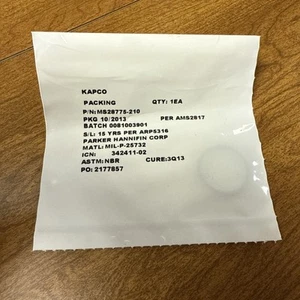 KAPCO
PACKING QTY: 1EA
P/N:MS28775-210
PKG 10/2013 PER AMS2817
BATCH 0081003901
S/L: 15 YRS PER ARP5316
PARKER HANNIFIN CORP
MATL: MIL-P-25732
ICN: 342411-02
ASTM: NBR CURE:3Q13
PO: 2177857